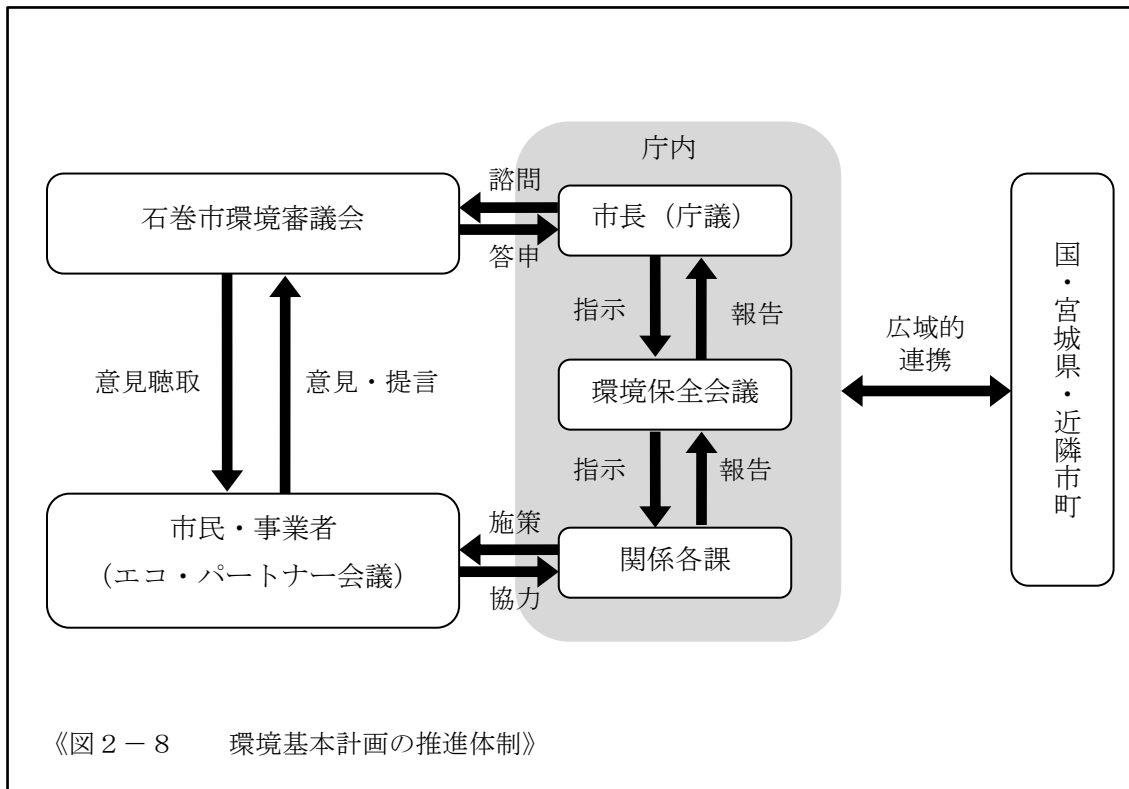 庁内
諮問
石巻市環境審議会
市長（庁議）
答申
指示
報告
意見聴取
意見・提言
環境保全会議
広域的
連携
国・宮城県・近隣市町
指示
報告
市民・事業者
（エコ・パートナー会議）
施策
関係各課
協力
《図２－８　　環境基本計画の推進体制》